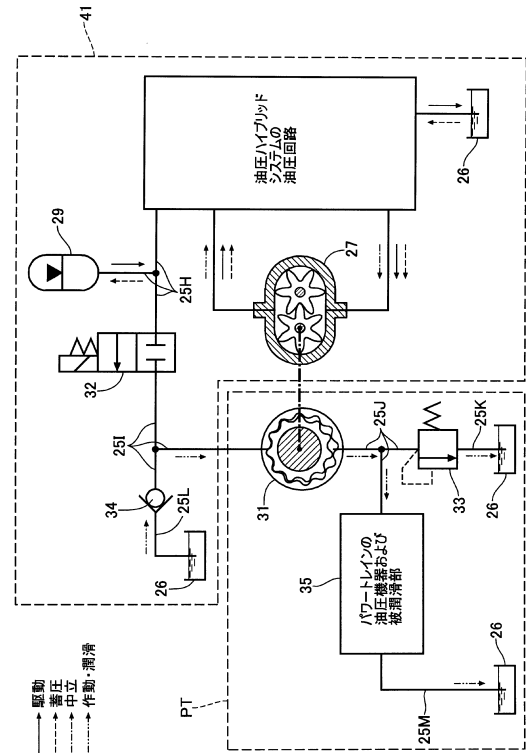 41
29
油圧ハイブリッド
システムの
油圧回路
26
25H
27
32
25I
34
25L
26
31
25J
25K
33
26
35
パワートレインの
油圧機器および
被潤滑部
PT
25M
26
駆動
蓄圧
中立
作動・潤滑